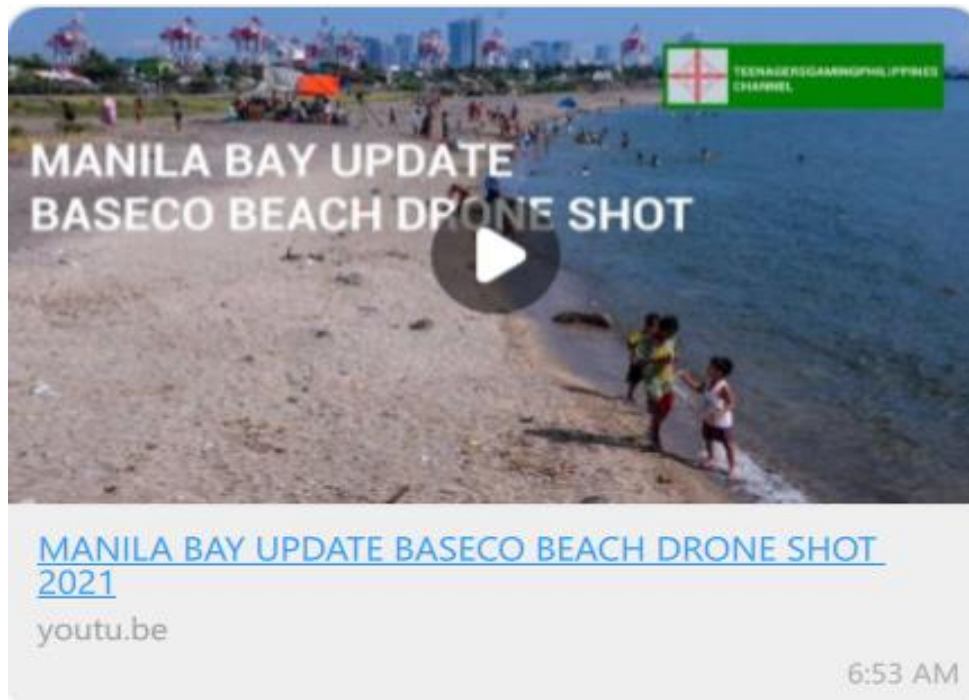 TEENAGERSGAMINGPHILIPPINES
CHANNEL
MANILA BAY UPDATE
BASECO BEACH DRONE SHOT
MANILA BAY UPDATE BASECO BEACH DRONE SHOT
2021
youtu.be
6:53 AM